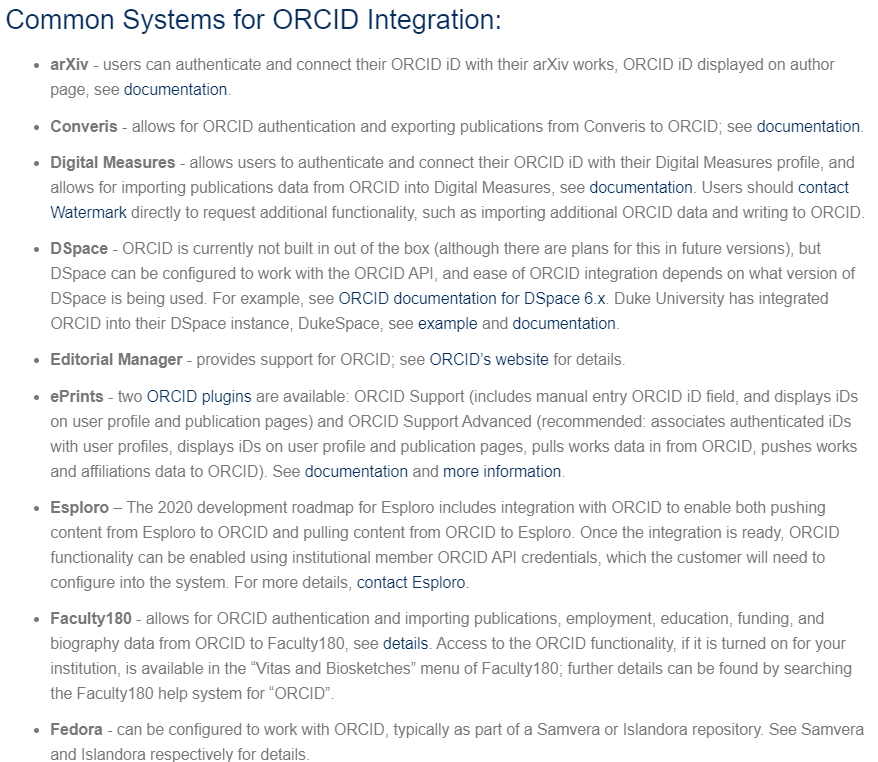 Common Systems for ORCID Integration:
• arXiv - users can authenticate and connect their ORCID iD with their arXiv works, ORCID iD displayed on author
page, see documentation.
• Converis - allows for ORCID authentication and exporting publications from Converis to ORCID; see documentation.
• Digital Measures - allows users to authenticate and connect their ORCID iD with their Digital Measures profile, and
allows for importing publications data from ORCID into Digital Measures, see documentation. Users should contact
Watermark directly to request additional functionality, such as importing additional ORCID data and writing to ORCID.
• DSpace - ORCID is currently not built in out of the box (although there are plans for this in future versions), but
DSpace can be configured to work with the ORCID API, and ease of ORCID integration depends on what version of
DSpace is being used. For example, see ORCID documentation for DSpace 6.x. Duke University has integrated
ORCID into their DSpace instance, DukeSpace, see example and documentation.
• Editorial Manager - provides support for ORCID; see ORCID’s website for details.
• ePrints - two ORCID plugins are available: ORCID Support (includes manual entry ORCID iD field, and displays iDs
on user profile and publication pages) and ORCID Support Advanced (recommended: associates authenticated iDs
with user profiles, displays iDs on user profile and publication pages, pulls works data in from ORCID, pushes works
and affiliations data to ORCID). See documentation and more information.
• Esploro – The 2020 development roadmap for Esploro includes integration with ORCID to enable both pushing
content from Esploro to ORCID and pulling content from ORCID to Esploro. Once the integration is ready, ORCID
functionality can be enabled using institutional member ORCID API credentials, which the customer will need to
configure into the system. For more details, contact Esploro.
• Faculty180 - allows for ORCID authentication and importing publications, employment, education, funding, and
biography data from ORCID to Faculty180, see details. Access to the ORCID functionality, if it is turned on for your
institution, is available in the “Vitas and Biosketches” menu of Faculty180; further details can be found by searching
the Faculty180 help system for “ORCID”.
• Fedora - can be configured to work with ORCID, typically as part of a Samvera or Islandora repository. See Samvera
and Islandora respectively for details.